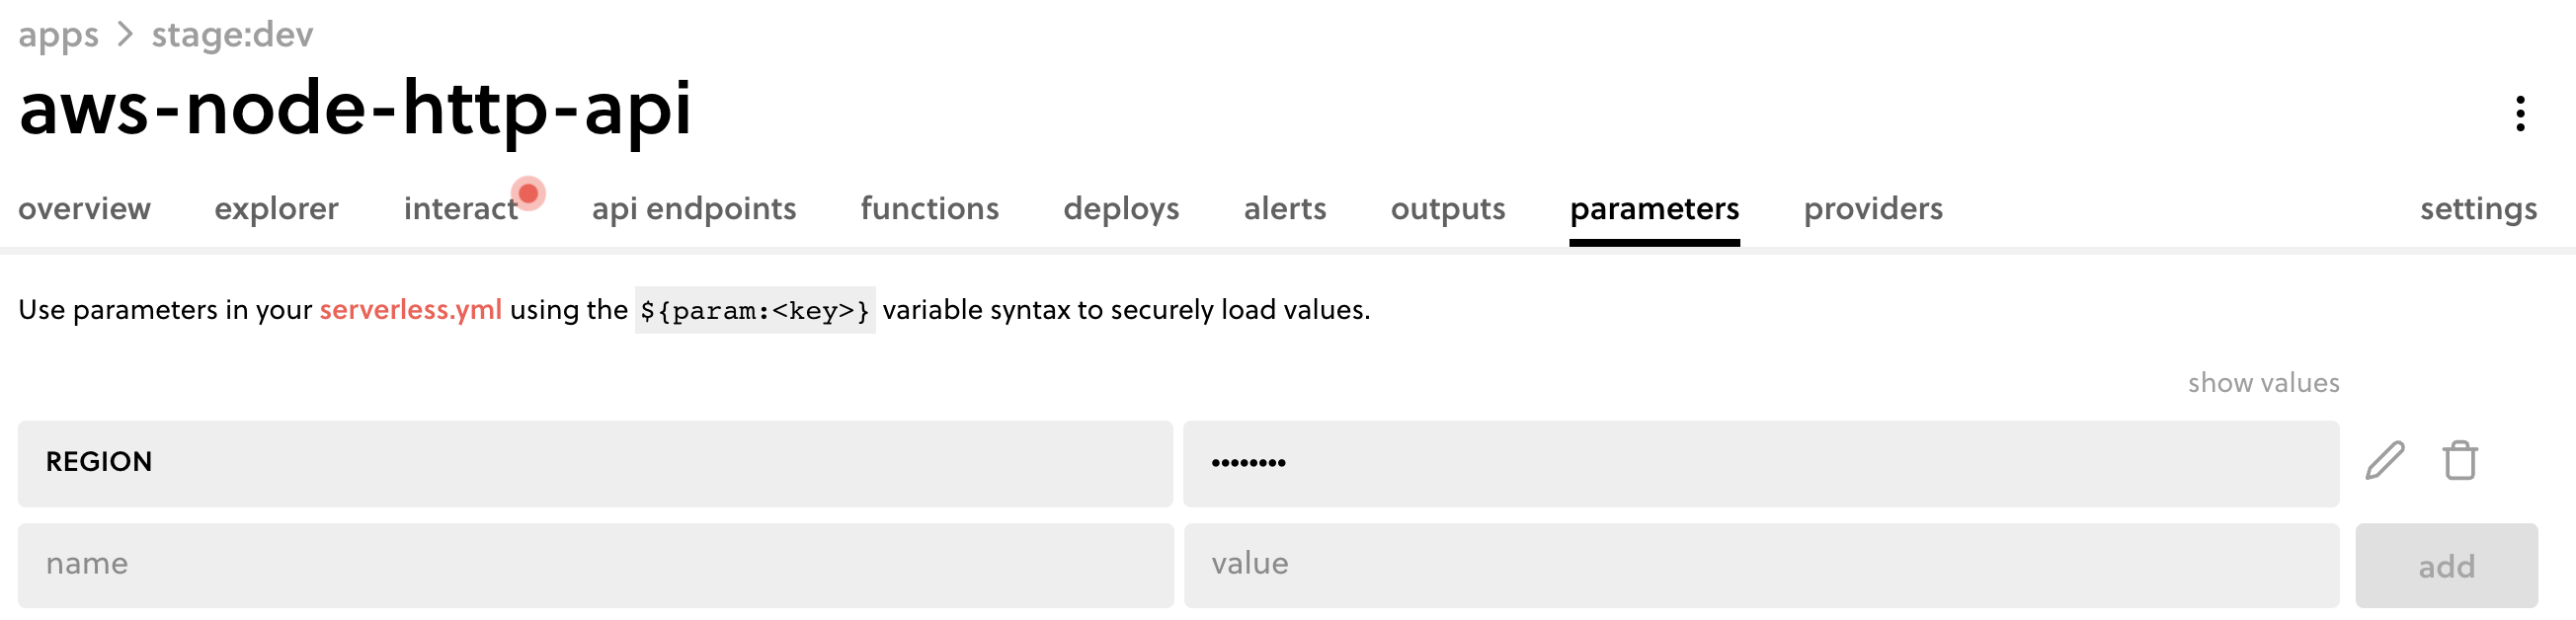 apps > stage:dev
aws-node-http-api
overview explorer interact api endpoints functions deploys alerts outputs parameters providers settings
Use parameters in your serverless.yml using the ${param:<key>} variable syntax to securely load values.
show values
REGION ••••••••
name value add